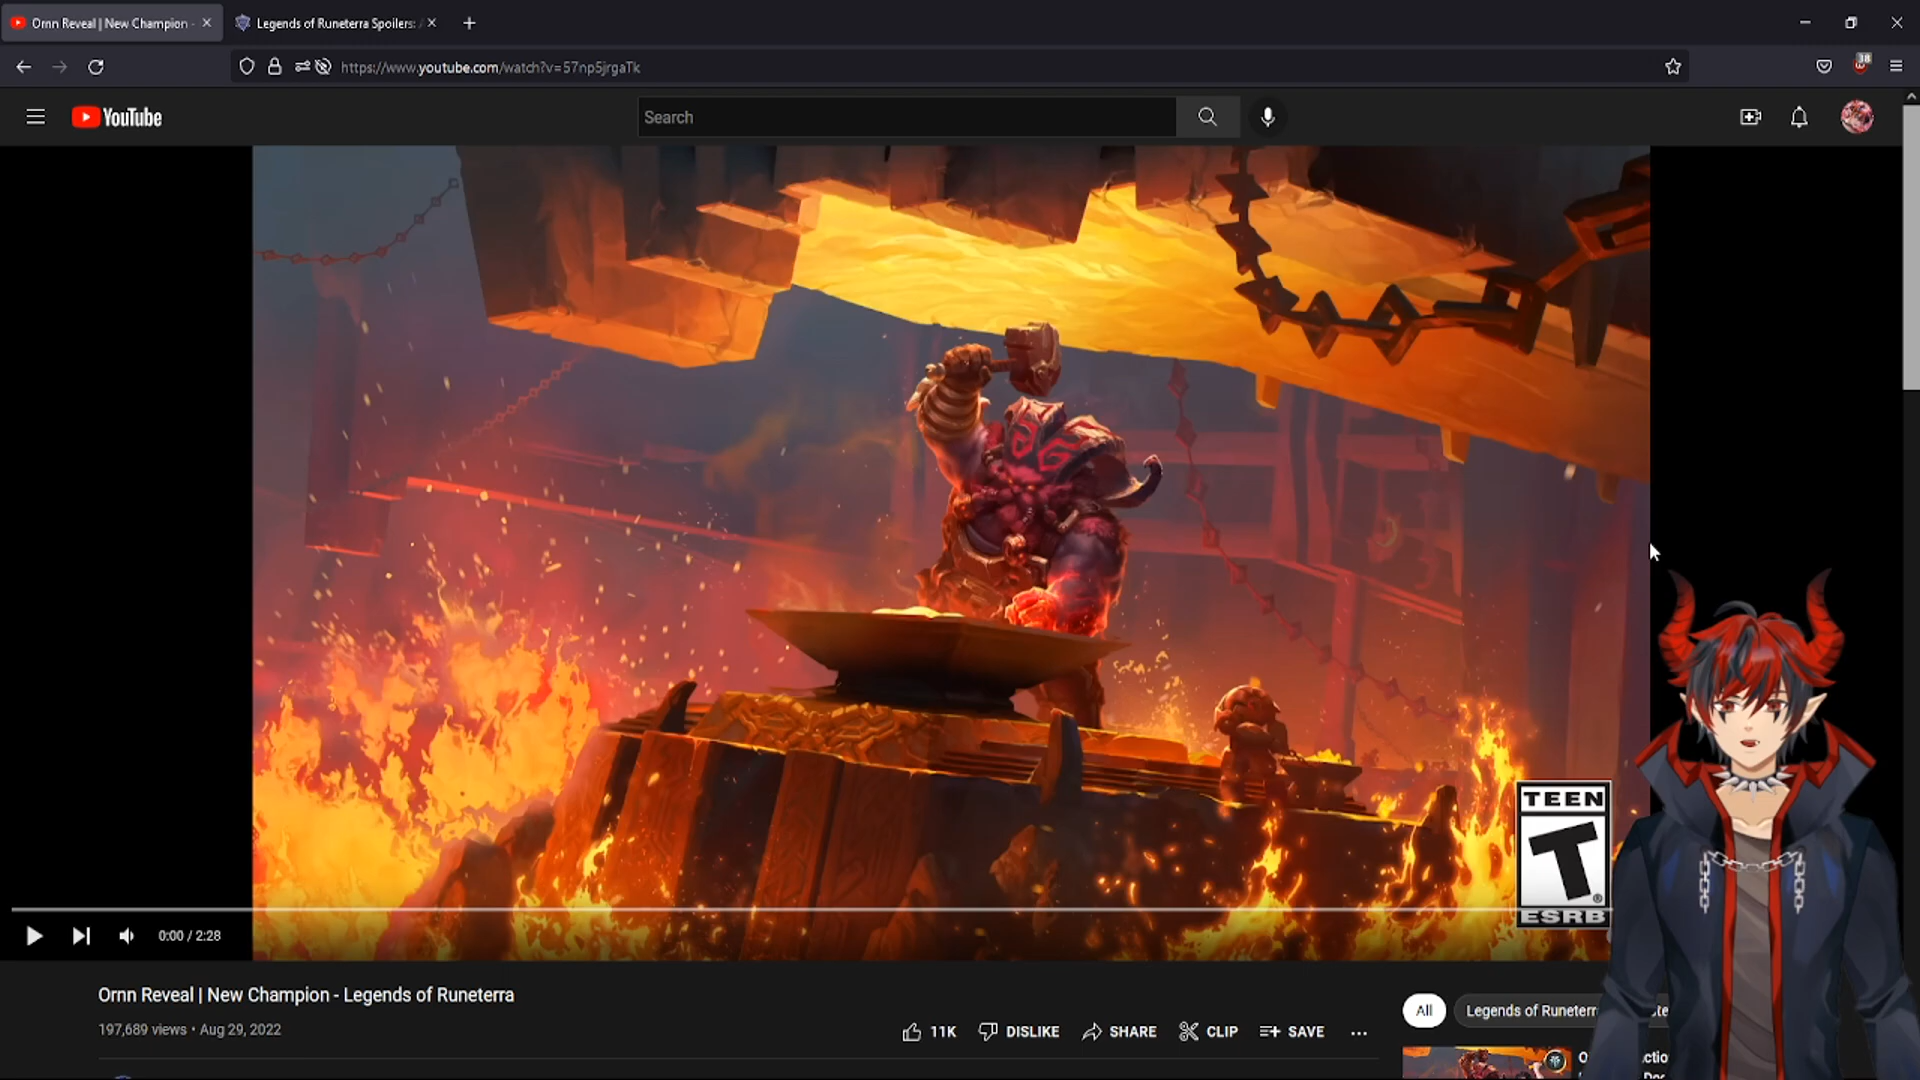 Ornn Reveal | New Champion -
Legends of Runeterra Spoilers:
https://www.youtube.com/watch?v=57np5jrgaTk
38
YouTube
Search
TEEN
T
ESRB
0:00 / 2:28
Ornn Reveal | New Champion - Legends of Runeterra
197,689 views • Aug 29, 2022
11K
DISLIKE
SHARE
CLIP
SAVE
All
Legends of Runeterr